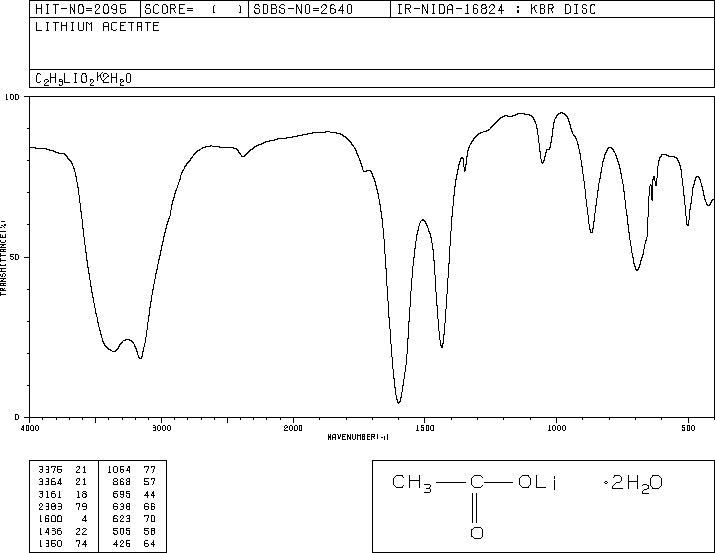 HIT-NO=2095 SCORE= ( ) SDBS-NO=2640 IR-NIDA-16824 : KBR DISC
LITHIUM ACETATE
C2H3LIO2K2H2O
100
50
0
TRANSMITTANCE(%)
4000 3000 2000 1500 1000 500
WAVENUMBER(-1)
3376 21 1054 77
3364 21 868 57
3161 18 695 44
2383 79 638 66
1600 4 623 70
1436 22 505 58
1350 74 426 64
CH3 C OLi ·2H2O
O